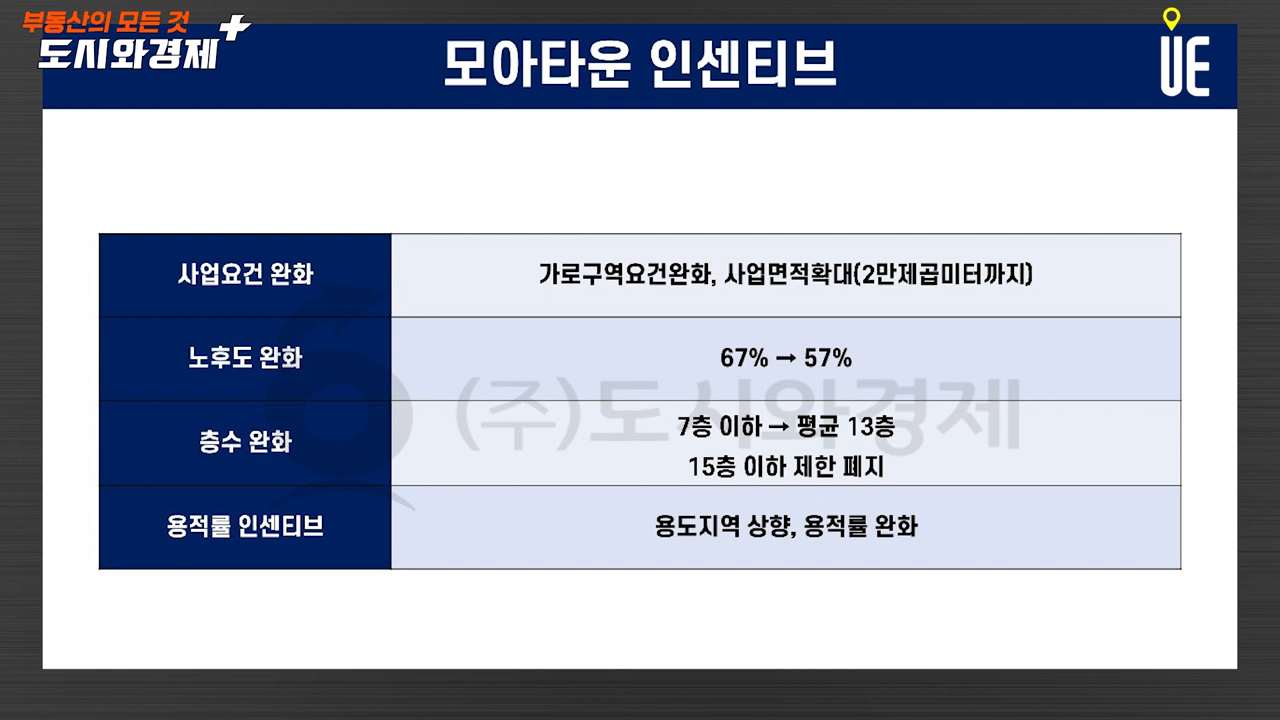 부동산의 모든 것
도시와경제+
모아타운 인센티브
UE
사업요건 완화
가로구역요건완화, 사업면적확대(2만제곱미터까지)
노후도 완화
67% → 57%
(주)도시와경제
층수 완화
7층 이하 → 평균 13층
15층 이하 제한 폐지
용적률 인센티브
용도지역 상향, 용적률 완화